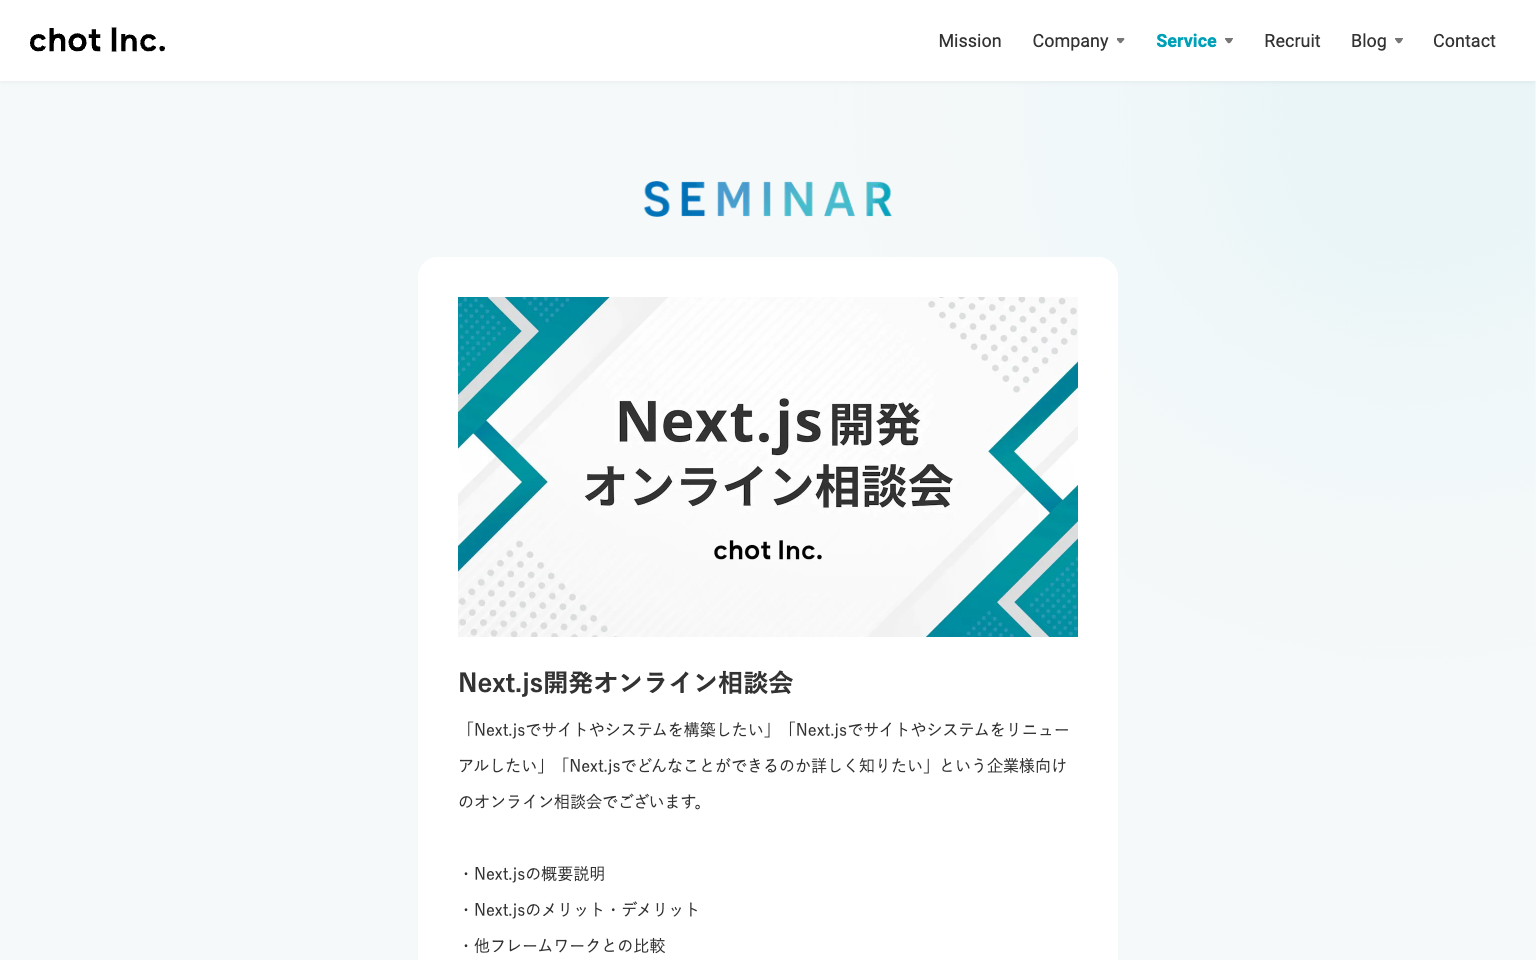 chot Inc.
Mission Company Service Recruit Blog Contact
SEMINAR
Next.js開発
オンライン相談会
chot Inc.
Next.js開発オンライン相談会
「Next.jsでサイトやシステムを構築したい」「Next.jsでサイトやシステムをリニュー
アルしたい」「Next.jsでどんなことができるのか詳しく知りたい」という企業様向け
のオンライン相談会でございます。
・Next.jsの概要説明
・Next.jsのメリット・デメリット
・他フレームワークとの比較